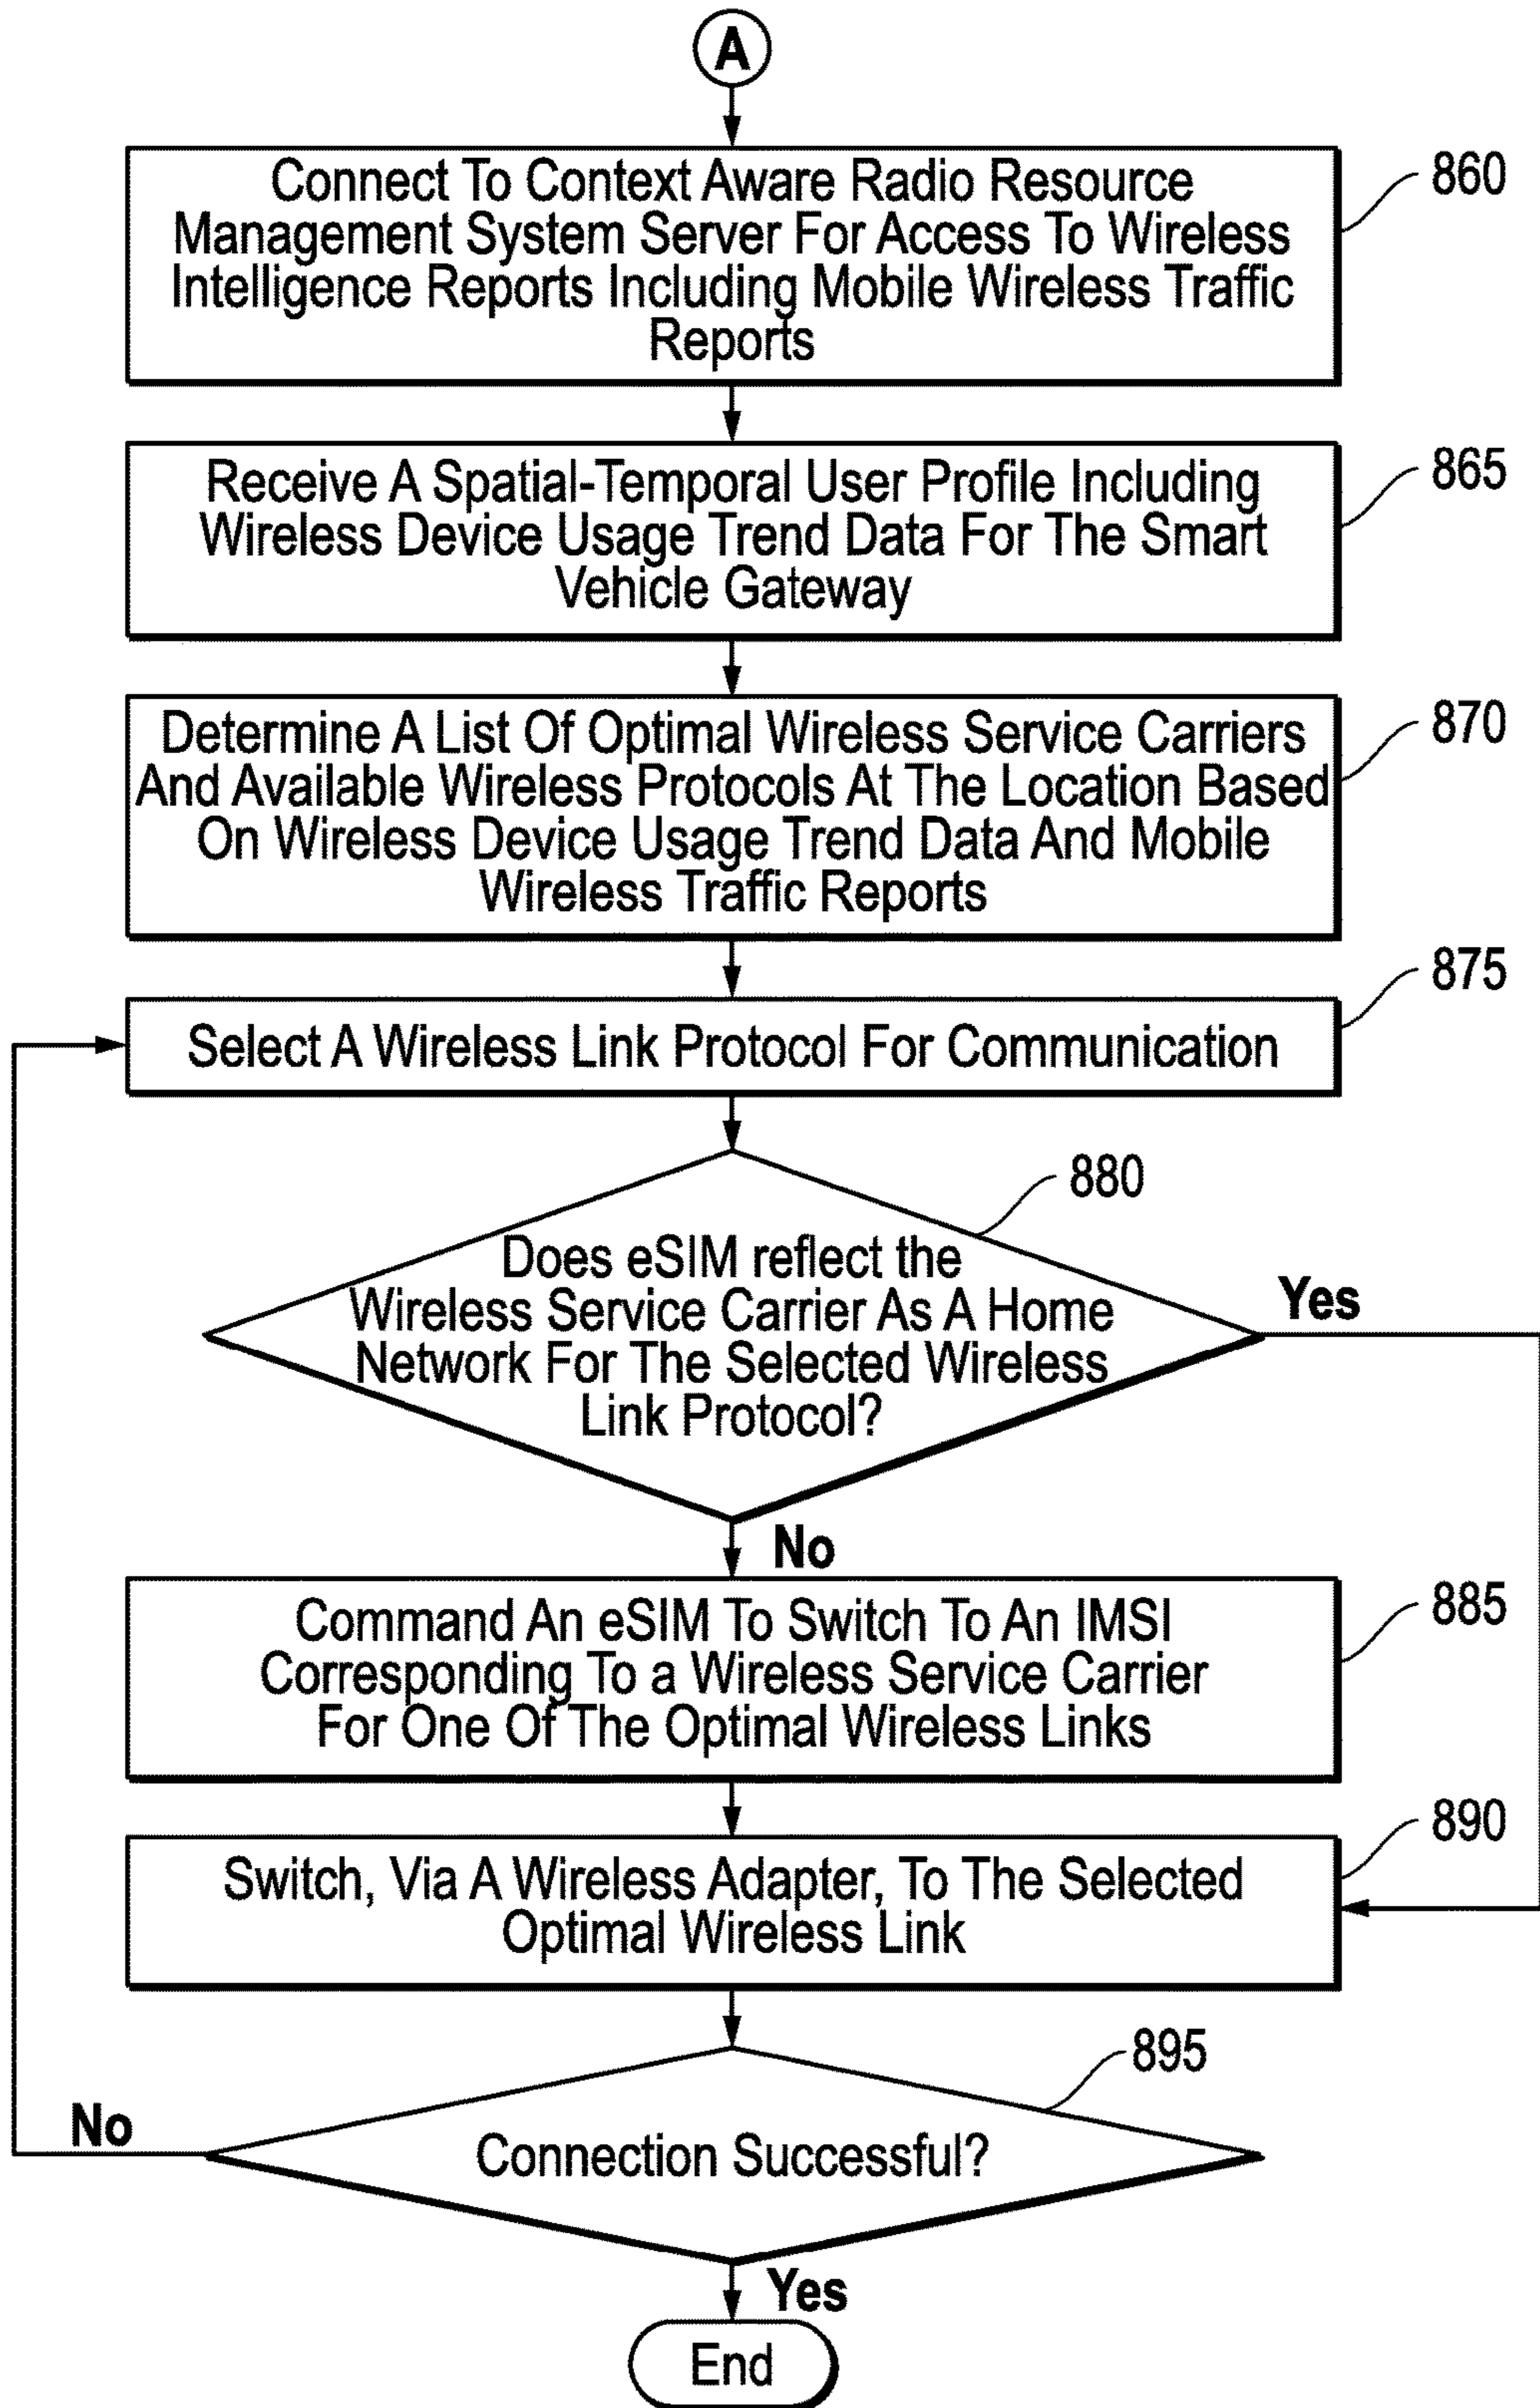 A
Connect To Context Aware Radio Resource
Management System Server For Access To Wireless
Intelligence Reports Including Mobile Wireless Traffic
Reports
860
Receive A Spatial-Temporal User Profile Including
Wireless Device Usage Trend Data For The Smart
Vehicle Gateway
865
Determine A List Of Optimal Wireless Service Carriers
And Available Wireless Protocols At The Location Based
On Wireless Device Usage Trend Data And Mobile
Wireless Traffic Reports
870
Select A Wireless Link Protocol For Communication
875
Does eSIM reflect the
Wireless Service Carrier As A Home
Network For The Selected Wireless
Link Protocol?
880
Yes
No
Command An eSIM To Switch To An IMSI
Corresponding To a Wireless Service Carrier
For One Of The Optimal Wireless Links
885
Switch, Via A Wireless Adapter, To The Selected
Optimal Wireless Link
890
Connection Successful?
895
No
Yes
End